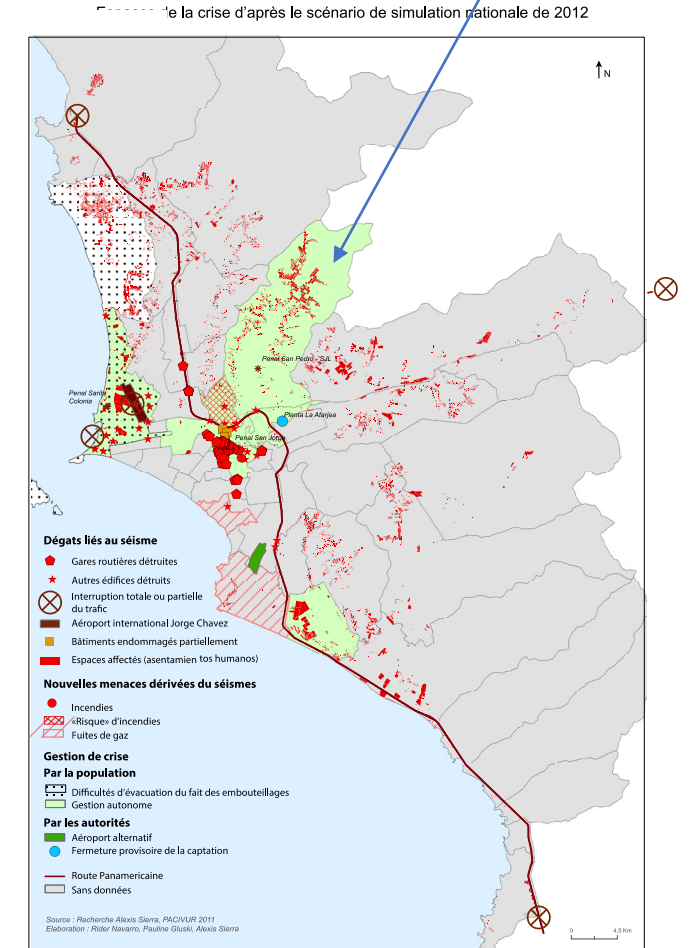 de la crise d'après le scénario de simulation nationale de 2012
N
Penal San Pedro - SJL
Penal Santa
Colonia
Planta La Atarjea
Penal San Jorge
Dégats liés au séisme
Gares routières détruites
Autres édifices détruits
Interruption totale ou partielle
du trafic
Aéroport international Jorge Chavez
Bâtiments endommagés partiellement
Espaces affectés (asentamien tos humanos)
Nouvelles menaces dérivées du séismes
Incendies
«Risque» d'incendies
Fuites de gaz
Gestion de crise
Par la population
Difficultés d'évacuation du fait des embouteillages
Gestion autonome
Par les autorités
Aéroport alternatif
Fermeture provisoire de la captation
Route Panamericaine
Sans données
Source : Recherche Alexis Sierra, PACIVUR 2011
Elaboration : Rider Navarro, Pauline Gluski, Alexis Sierra
0 4,5 Km